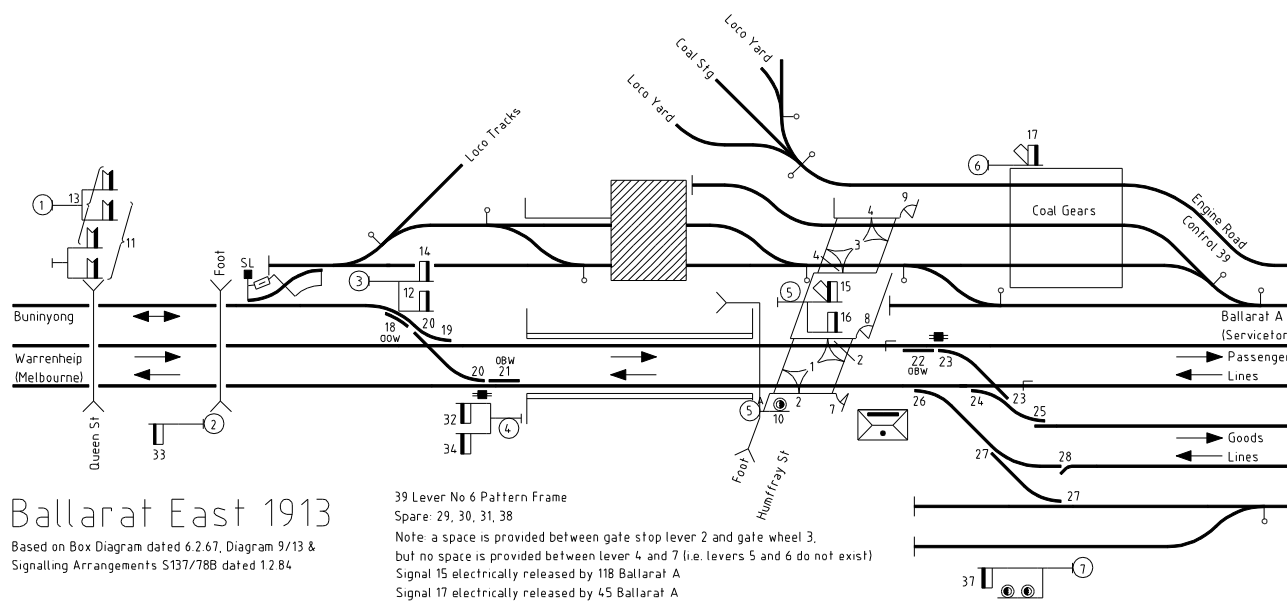 Loco Yard
Coal Stg
Loco Yard
Loco Tracks
17
6
9
4
Coal Gears
Engine Road
Control 39
1
13
11
Foot
SL
3
14
12
4
3
5
15
16
8
Buninyong
18
OOW
20
19
Ballarat A
(Serviceton
Warrenheip
(Melbourne)
20
OBW
21
1
2
22
OBW
23
Passenger
Lines
Queen St
33
2
32
34
4
5
A
10
2
7
26
24
23
25
Goods
Lines
Foot
Humffray St
27
28
27
Ballarat East 1913
Based on Box Diagram dated 6.2.67, Diagram 9/13 &
Signalling Arrangements S137/78B dated 1.2.84
39 Lever No 6 Pattern Frame
Spare: 29, 30, 31, 38
Note: a space is provided between gate stop lever 2 and gate wheel 3,
but no space is provided between lever 4 and 7 (i.e. levers 5 and 6 do not exist)
Signal 15 electrically released by 118 Ballarat A
Signal 17 electrically released by 45 Ballarat A
37
7